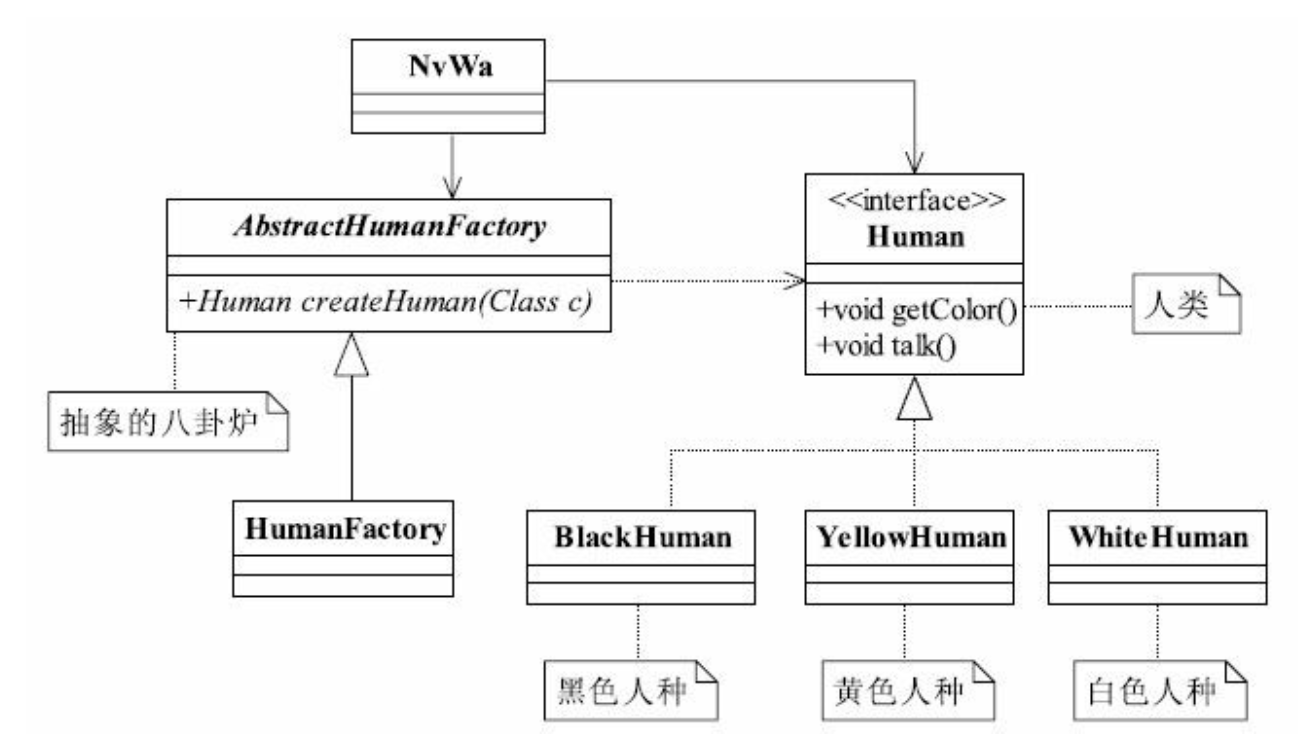 NvWa
AbstractHumanFactory
+Human createHuman(Class c)
抽象的八卦炉
HumanFactory
<<interface>>
Human
+void getColor()
+void talk()
人类
BlackHuman
YellowHuman
WhiteHuman
黑色人种
黄色人种
白色人种